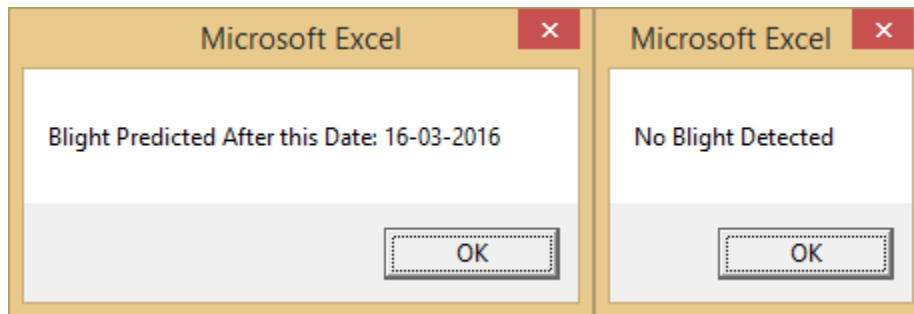 Microsoft Excel
Blight Predicted After this Date: 16-03-2016
OK
Microsoft Excel
No Blight Detected
OK